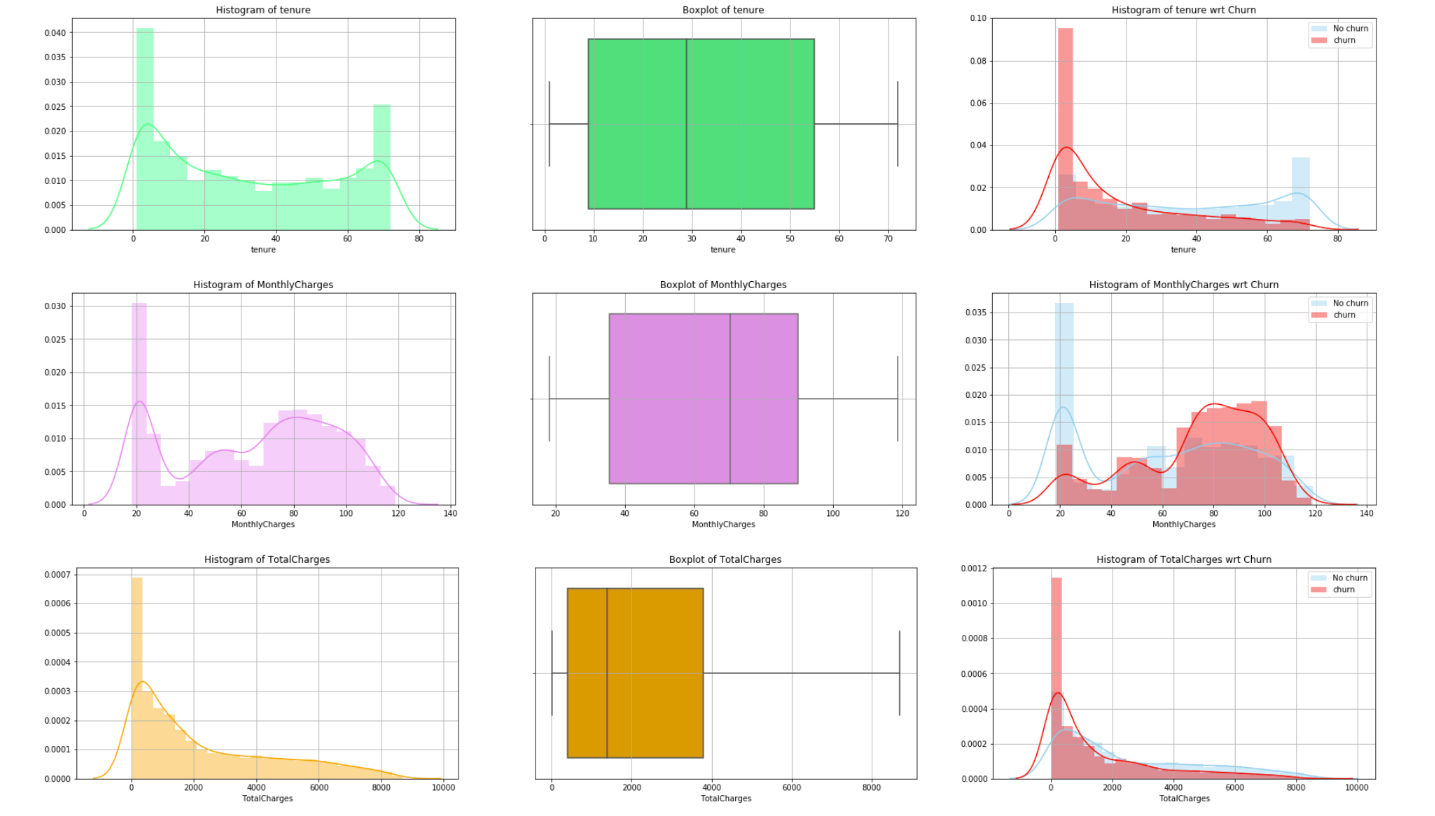 Histogram of tenure
0.040
0.035
0.030
0.025
0.020
0.015
0.010
0.005
0.000
0 20 40 60 80
tenure
Boxplot of tenure
0 10 20 30 40 50 60 70
tenure
Histogram of tenure wrt Churn
No churn
churn
0.10
0.08
0.06
0.04
0.02
0.00
0 20 40 60 80
tenure
Histogram of MonthlyCharges
0.030
0.025
0.020
0.015
0.010
0.005
0.000
0 20 40 60 80 100 120 140
MonthlyCharges
Boxplot of MonthlyCharges
20 40 60 80 100 120
MonthlyCharges
Histogram of MonthlyCharges wrt Churn
No churn
churn
0.035
0.030
0.025
0.020
0.015
0.010
0.005
0.000
0 20 40 60 80 100 120 140
MonthlyCharges
Histogram of TotalCharges
0.0007
0.0006
0.0005
0.0004
0.0003
0.0002
0.0001
0.0000
0 2000 4000 6000 8000 10000
TotalCharges
Boxplot of TotalCharges
0 2000 4000 6000 8000
TotalCharges
Histogram of TotalCharges wrt Churn
No churn
churn
0.0012
0.0010
0.0008
0.0006
0.0004
0.0002
0.0000
0 2000 4000 6000 8000 10000
TotalCharges